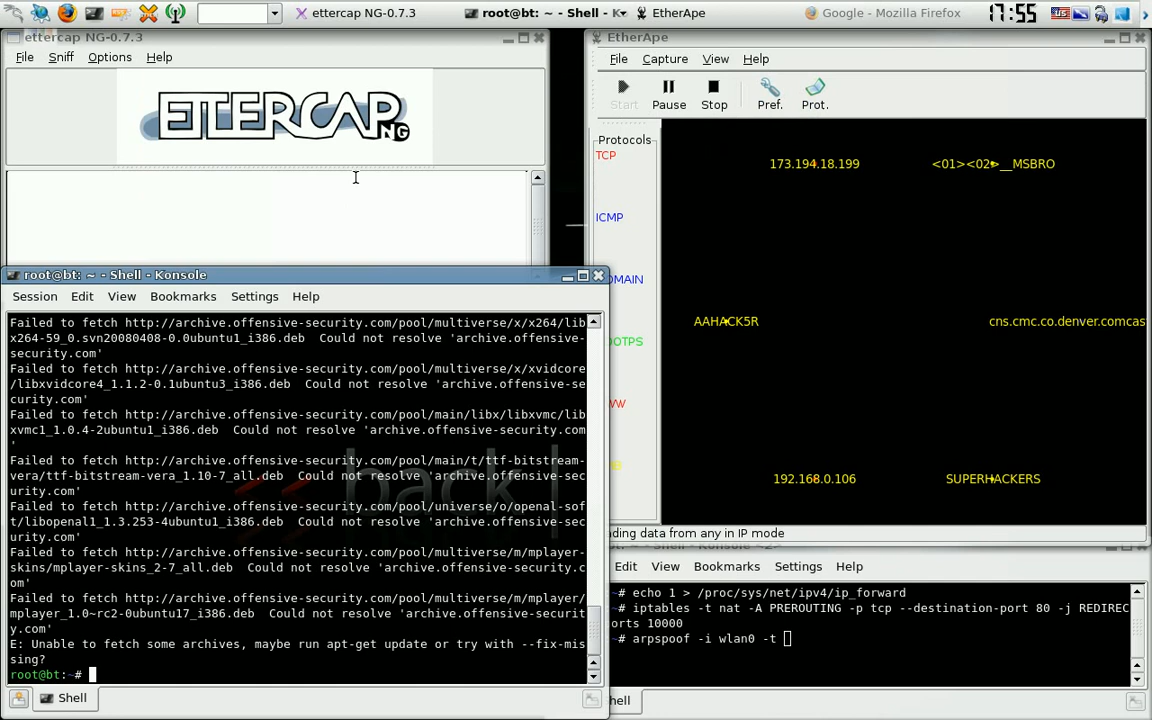 ettercap NG-0.7.3
root@bt: ~ - Shell - K
EtherApe
Google - Mozilla Firefox
17:55
ettercap NG-0.7.3
File Sniff Options Help
ETTERCAP NG
EtherApe
File Capture View Help
Start Pause Stop Pref. Prot.
Protocols
TCP
ICMP
OMAIN
OOTPS
WW
173.194.18.199
<01><02>__MSBRO
AAHACK5R
cns.cmc.co.denver.comcas
192.168.0.106
SUPERHACKERS
ding data from any in IP mode
root@bt: ~ - Shell - Konsole
Session Edit View Bookmarks Settings Help
Failed to fetch http://archive.offensive-security.com/pool/multiverse/x/x264/lib
x264-59_0.svn20080408-0.0ubuntu1_i386.deb  Could not resolve 'archive.offensive-
security.com'
Failed to fetch http://archive.offensive-security.com/pool/multiverse/x/xvidcore
/libxvidcore4_1.1.2-0.1ubuntu3_i386.deb  Could not resolve 'archive.offensive-se
curity.com'
Failed to fetch http://archive.offensive-security.com/pool/main/libx/libxvmc/lib
xvmc1_1.0.4-2ubuntu1_i386.deb  Could not resolve 'archive.offensive-security.com
'
Failed to fetch http://archive.offensive-security.com/pool/main/t/ttf-bitstream-
vera/ttf-bitstream-vera_1.10-7_all.deb  Could not resolve 'archive.offensive-sec
urity.com'
Failed to fetch http://archive.offensive-security.com/pool/universe/o/openal-sof
t/libopenal1_1.3.253-4ubuntu1_i386.deb  Could not resolve 'archive.offensive-sec
urity.com'
Failed to fetch http://archive.offensive-security.com/pool/multiverse/m/mplayer-
skins/mplayer-skins_2-7_all.deb  Could not resolve 'archive.offensive-security.c
om'
Failed to fetch http://archive.offensive-security.com/pool/multiverse/m/mplayer/
mplayer_1.0~rc2-0ubuntu17_i386.deb  Could not resolve 'archive.offensive-securit
y.com'
E: Unable to fetch some archives, maybe run apt-get update or try with --fix-mis
sing?
root@bt:~#
back |
Shell
Edit View Bookmarks Settings Help
~# echo 1 > /proc/sys/net/ipv4/ip_forward
~# iptables -t nat -A PREROUTING -p tcp --destination-port 80 -j REDIREC
orts 10000
~# arpspoof -i wlan0 -t
hell